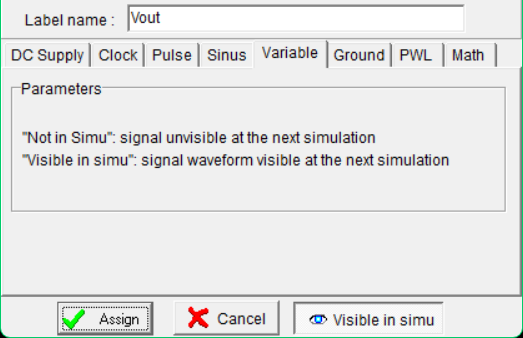 Label name : Vout
DC Supply Clock Pulse Sinus Variable Ground PWL Math
Parameters
"Not in Simu": signal unvisible at the next simulation
"Visible in simu": signal waveform visible at the next simulation
Assign Cancel Visible in simu